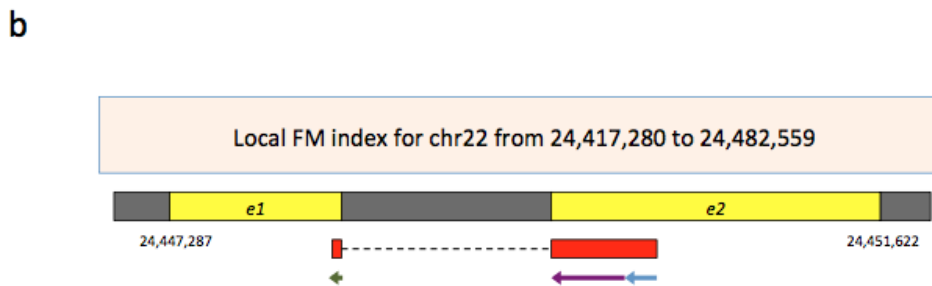 b
Local FM index for chr22 from 24,417,280 to 24,482,559
e1 e2
24,447,287 24,451,622